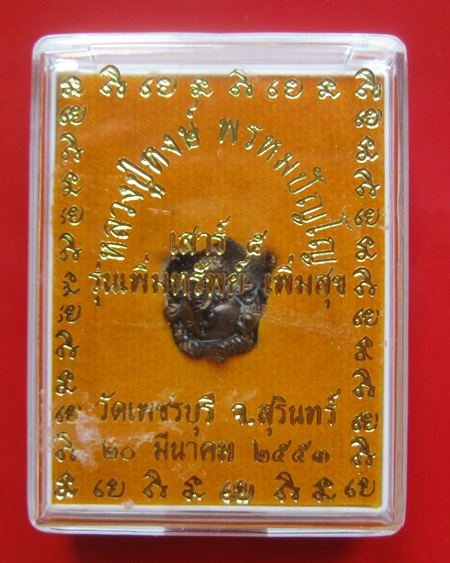 หลวงปู่หงษ์ พรหมปัญโญ
เสาร์ ๕
รุ่นเพิ่มทรัพย์ เพิ่มสุข
วัดเพชรบุรี จ.สุรินทร์
๒๐ มีนาคม ๒๕๕๓